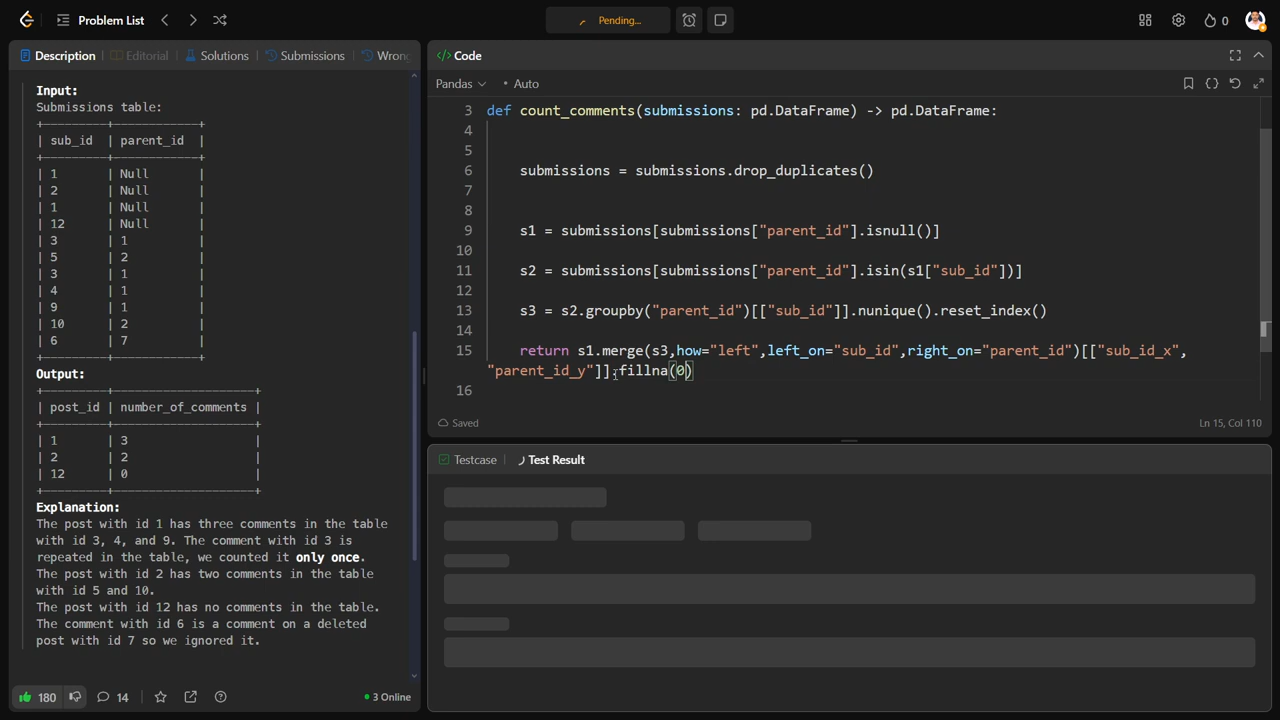 Problem List
Pending...
0
Description
Editorial
Solutions
Submissions
Wrong
</> Code
Pandas
• Auto
Input:
Submissions table:
+---------+------------+
| sub_id | parent_id |
+---------+------------+
| 1 | Null |
| 2 | Null |
| 1 | Null |
| 12 | Null |
| 3 | 1 |
| 5 | 2 |
| 3 | 1 |
| 4 | 1 |
| 9 | 1 |
| 10 | 2 |
| 6 | 7 |
+---------+------------+
Output:
+---------+--------------------+
| post_id | number_of_comments |
+---------+--------------------+
| 1 | 3 |
| 2 | 2 |
| 12 | 0 |
+---------+--------------------+
Explanation:
The post with id 1 has three comments in the table
with id 3, 4, and 9. The comment with id 3 is
repeated in the table, we counted it only once.
The post with id 2 has two comments in the table
with id 5 and 10.
The post with id 12 has no comments in the table.
The comment with id 6 is a comment on a deleted
post with id 7 so we ignored it.
180
14
3 Online
3 def count_comments(submissions: pd.DataFrame) -> pd.DataFrame:
4
5
6 submissions = submissions.drop_duplicates()
7
8
9 s1 = submissions[submissions["parent_id"].isnull()]
10
11 s2 = submissions[submissions["parent_id"].isin(s1["sub_id"])]
12
13 s3 = s2.groupby("parent_id")[["sub_id"]].nunique().reset_index()
14
15 return s1.merge(s3,how="left",left_on="sub_id",right_on="parent_id")[["sub_id_x",
"parent_id_y"]].fillna(0)
16
Saved
Ln 15, Col 110
Testcase
Test Result